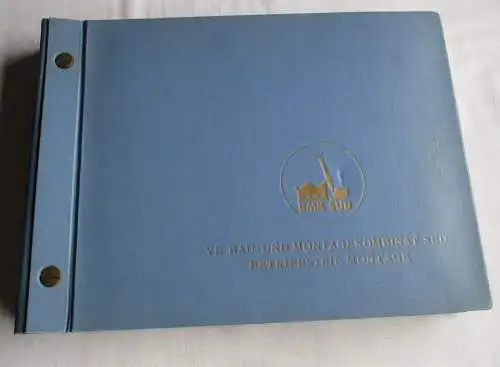 BMK SÜD
VE BAU- UND MONTAGEKOMBINAT SÜD
BETRIEBSTEIL MONTAGE